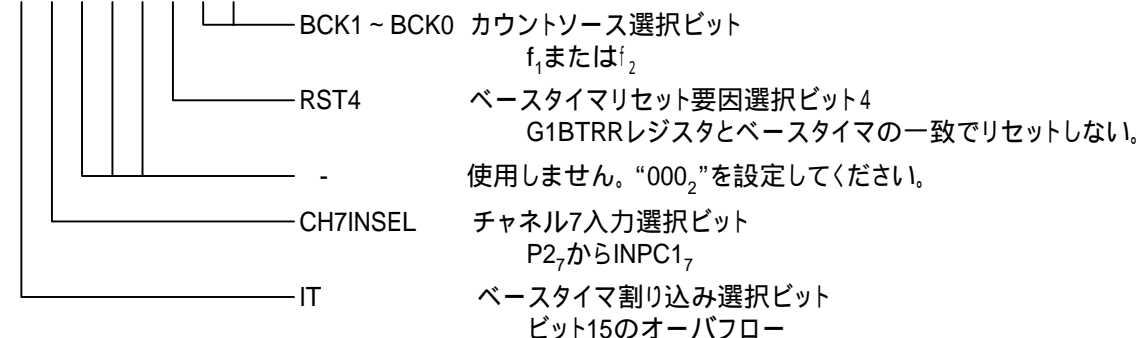 BCK1 ~ BCK0 カウントソース選択ビット
f₁またはf₂
RST4 ベースタイマリセット要因選択ビット4
G1BTRRレジスタとベースタイマの一致でリセットしない。
- 使用しません。“000₂”を設定してください。
CH7INSEL チャネル7入力選択ビット
P2₇からINPC1₇
IT ベースタイマ割り込み選択ビット
ビット15のオーバフロー